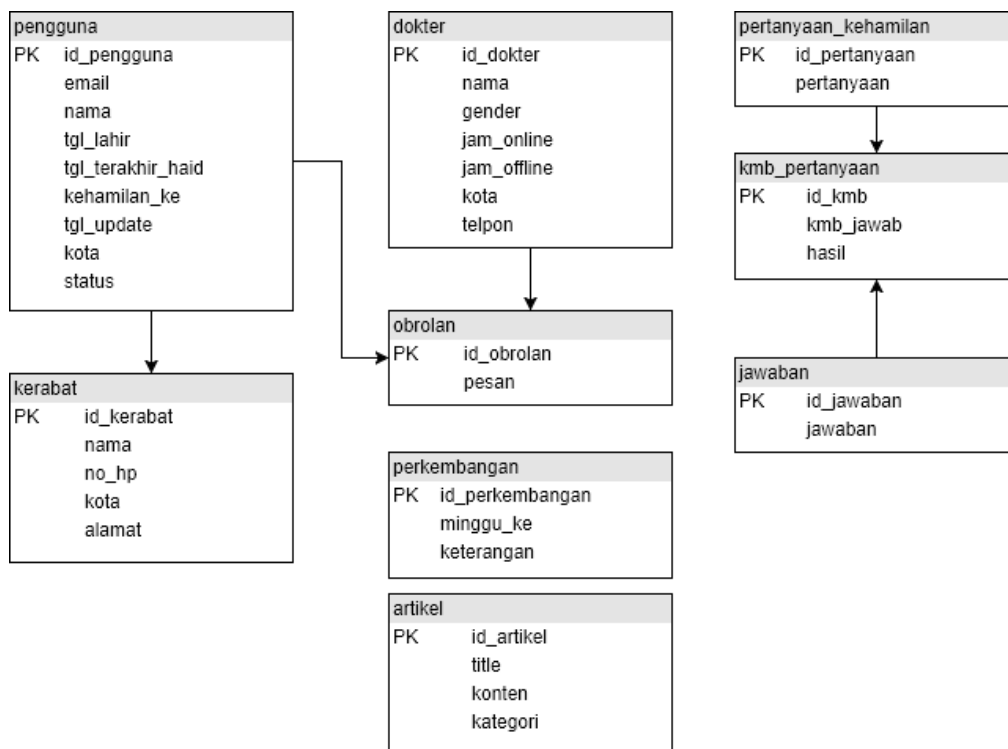 pengguna
PK id_pengguna
email
nama
tgl_lahir
tgl_terakhir_haid
kehamilan_ke
tgl_update
kota
status
kerabat
PK id_kerabat
nama
no_hp
kota
alamat
dokter
PK id_dokter
nama
gender
jam_online
jam_offline
kota
telpon
obrolan
PK id_obrolan
pesan
perkembangan
PK id_perkembangan
minggu_ke
keterangan
artikel
PK id_artikel
title
konten
kategori
pertanyaan_kehamilan
PK id_pertanyaan
pertanyaan
kmb_pertanyaan
PK id_kmb
kmb_jawab
hasil
jawaban
PK id_jawaban
jawaban